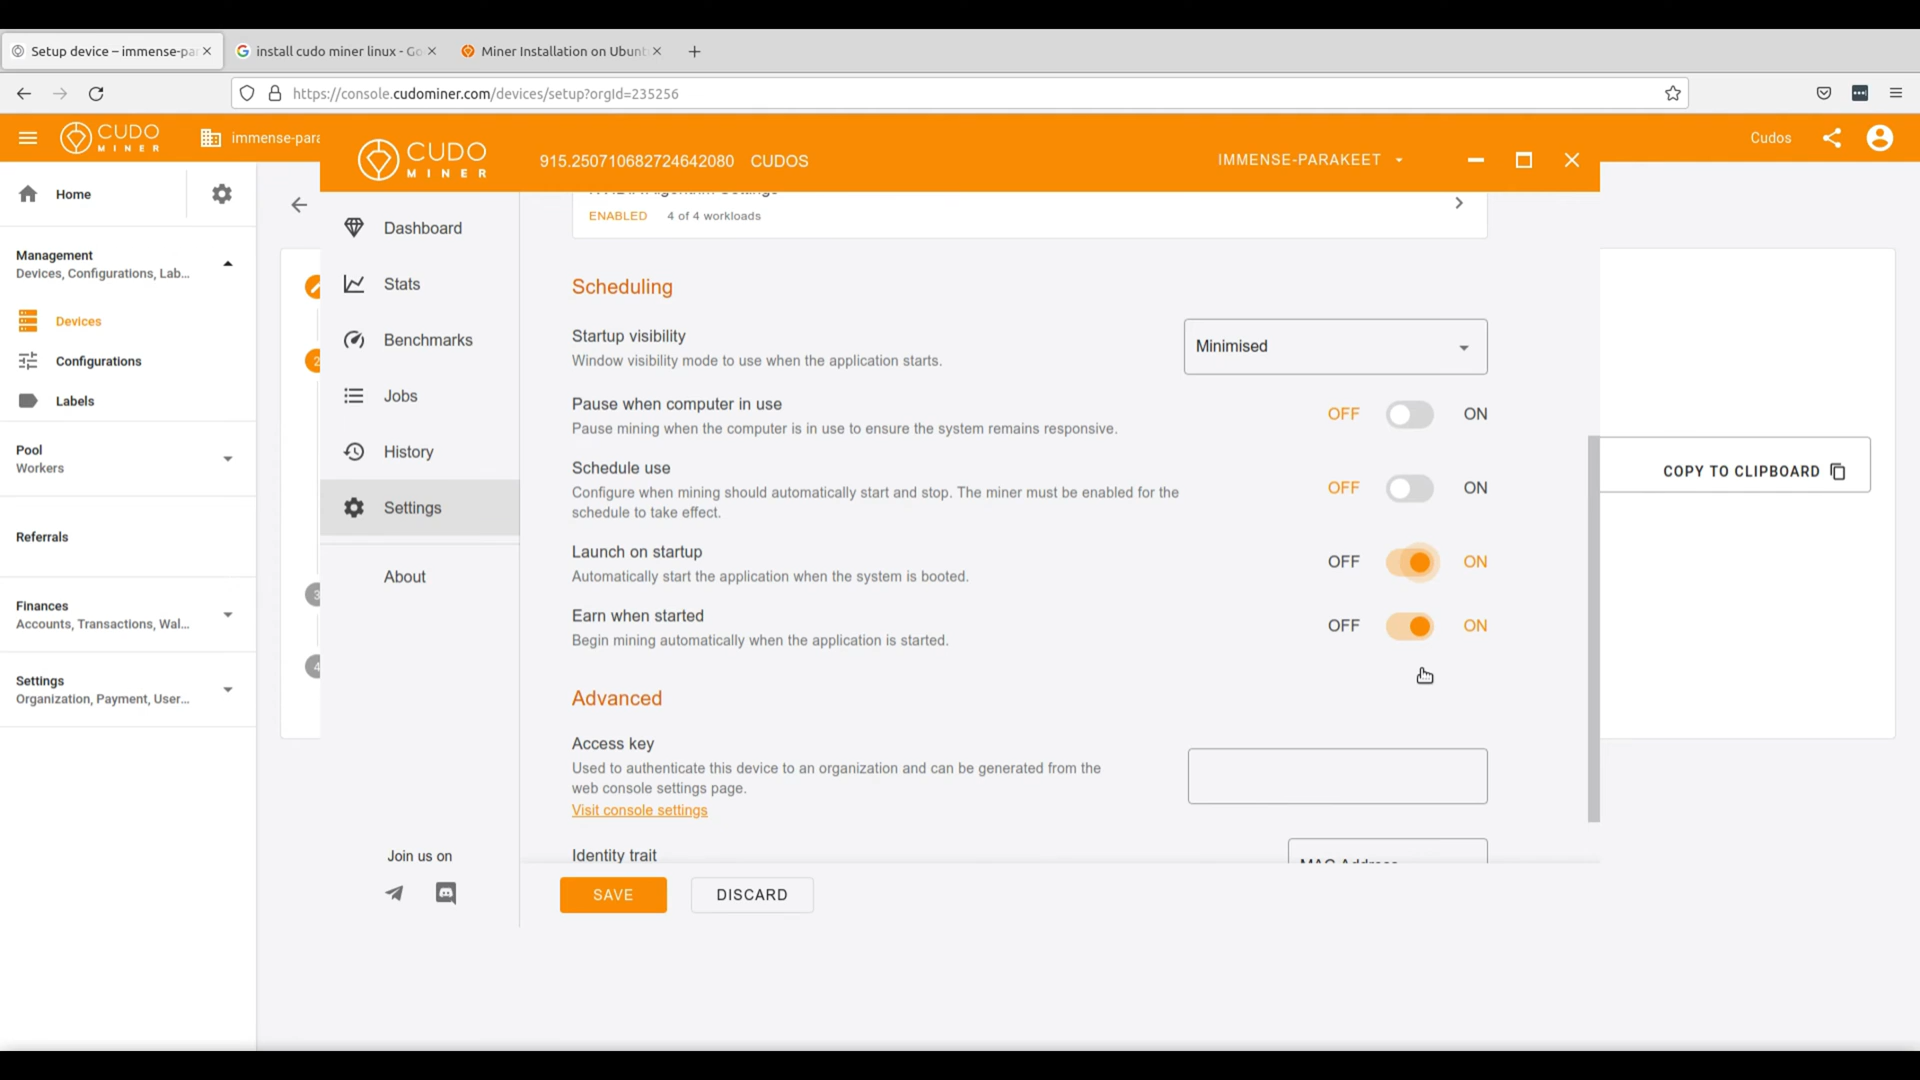 Setup device – immense-par
install cudo miner linux - Go
Miner Installation on Ubunt
https://console.cudominer.com/devices/setup?orgId=235256
CUDO
MINER
immense-para
Cudos
CUDO
MINER
915.250710682724642080 CUDOS
IMMENSE-PARAKEET
Home
Management
Devices, Configurations, Lab...
Devices
Configurations
Labels
Pool
Workers
Referrals
Finances
Accounts, Transactions, Wal...
Settings
Organization, Payment, User...
2
3
4
Dashboard
Stats
Benchmarks
Jobs
History
Settings
About
Join us on
ENABLED 4 of 4 workloads
Scheduling
Startup visibility
Window visibility mode to use when the application starts.
Minimised
Pause when computer in use
Pause mining when the computer is in use to ensure the system remains responsive.
OFF ON
Schedule use
Configure when mining should automatically start and stop. The miner must be enabled for the
schedule to take effect.
OFF ON
Launch on startup
Automatically start the application when the system is booted.
OFF ON
Earn when started
Begin mining automatically when the application is started.
OFF ON
Advanced
Access key
Used to authenticate this device to an organization and can be generated from the
web console settings page.
Visit console settings
Identity trait
MAC Address
SAVE
DISCARD
COPY TO CLIPBOARD